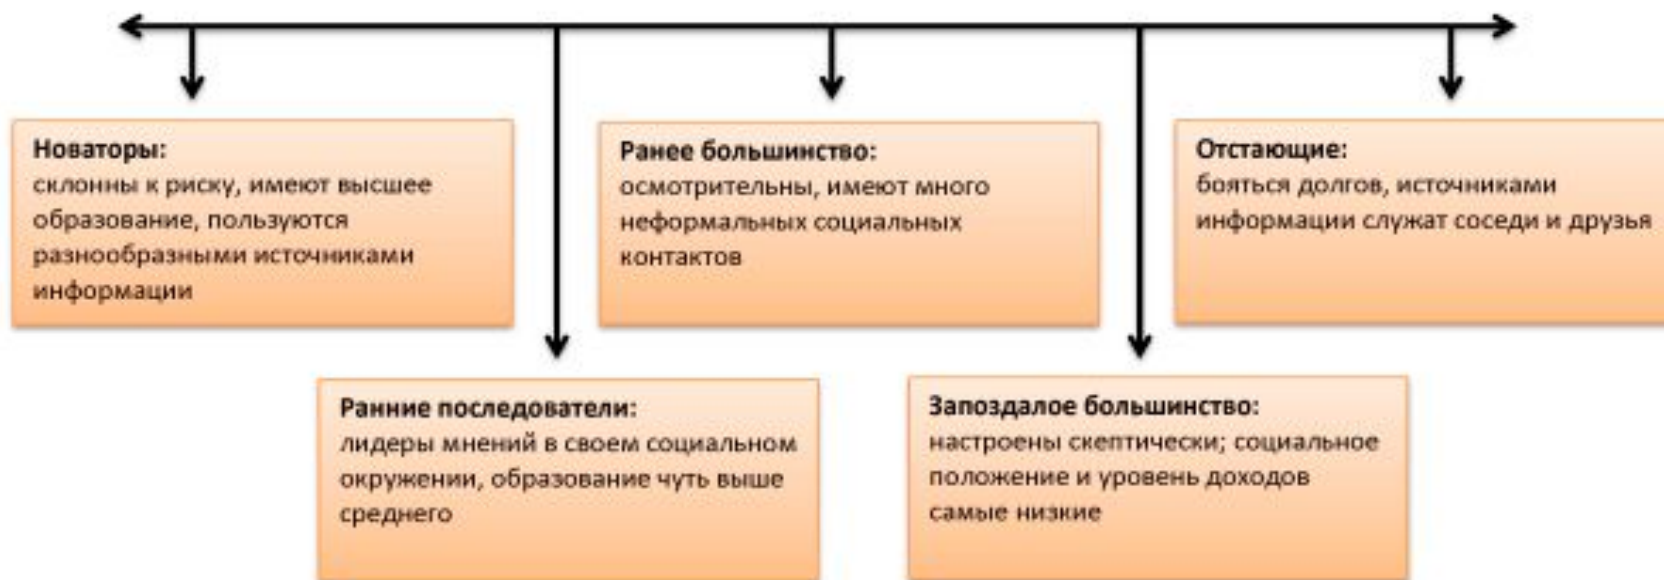 Новаторы:
склонны к риску, имеют высшее
образование, пользуются
разнообразными источниками
информации
Ранние последователи:
лидеры мнений в своем социальном
окружении, образование чуть выше
среднего
Ранее большинство:
осмотрительны, имеют много
неформальных социальных
контактов
Запоздалое большинство:
настроены скептически; социальное
положение и уровень доходов
самые низкие
Отстающие:
бояться долгов, источниками
информации служат соседи и друзья